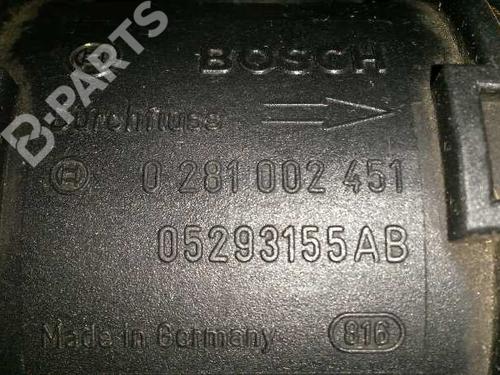 BOSCH
Durchfluss
0 281 002 451
05293155AB
Made in Germany 816
B-PARTS